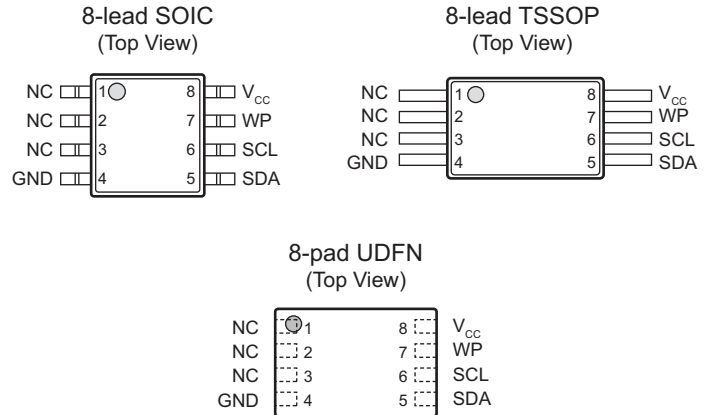 8-lead SOIC
(Top View)
NC 1 8 VCC
NC 2 7 WP
NC 3 6 SCL
GND 4 5 SDA
8-lead TSSOP
(Top View)
NC 1 8 VCC
NC 2 7 WP
NC 3 6 SCL
GND 4 5 SDA
8-pad UDFN
(Top View)
NC 1 8 VCC
NC 2 7 WP
NC 3 6 SCL
GND 4 5 SDA